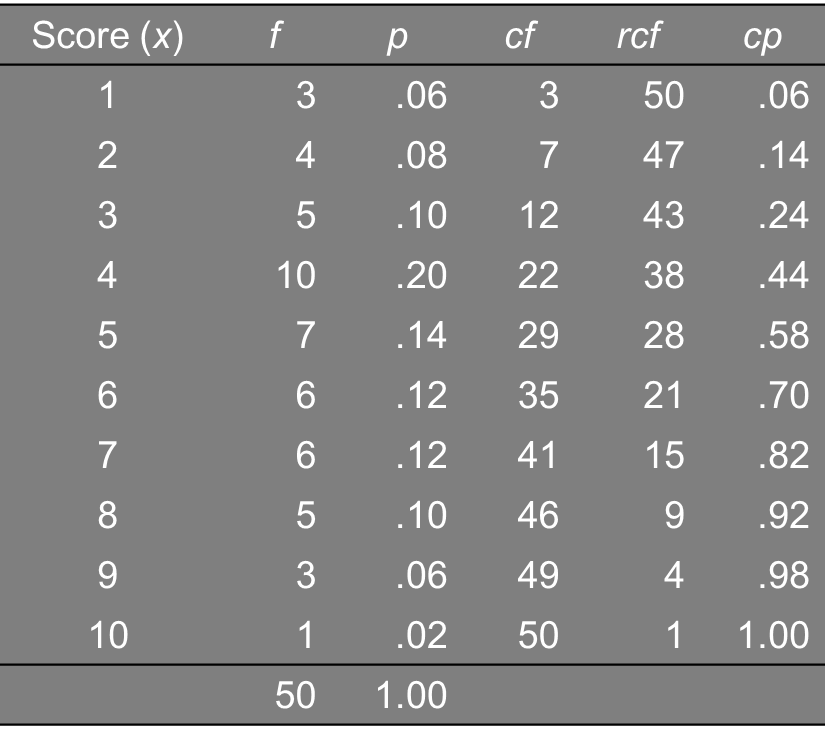 Score (x) f p cf rcf cp
1 3 .06 3 50 .06
2 4 .08 7 47 .14
3 5 .10 12 43 .24
4 10 .20 22 38 .44
5 7 .14 29 28 .58
6 6 .12 35 21 .70
7 6 .12 41 15 .82
8 5 .10 46 9 .92
9 3 .06 49 4 .98
10 1 .02 50 1 1.00
50 1.00